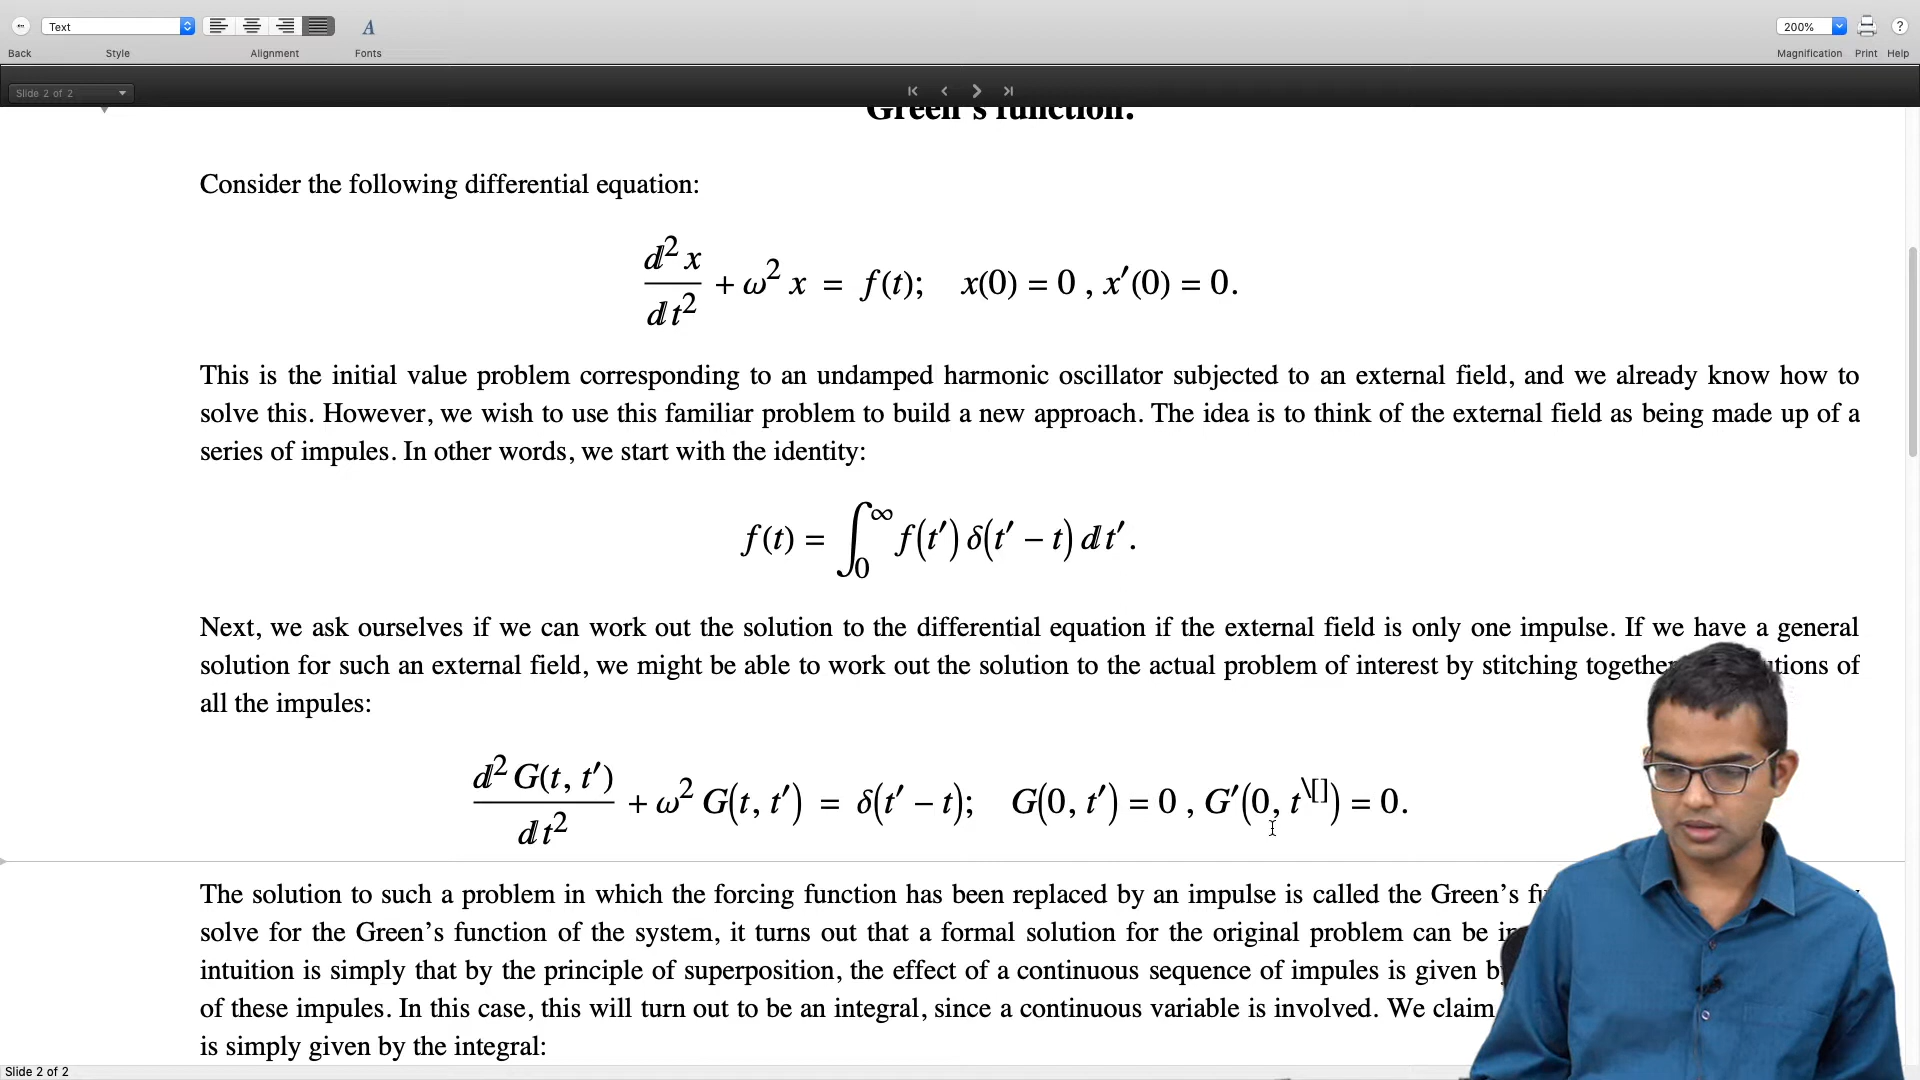 Text
200%
Back
Style
Alignment
Fonts
Magnification
Print
Help
Slide 2 of 2
Green's function.
Consider the following differential equation:
d² x / d t² + ω² x = f(t); x(0) = 0 , x′(0) = 0.
This is the initial value problem corresponding to an undamped harmonic oscillator subjected to an external field, and we already know how to
solve this. However, we wish to use this familiar problem to build a new approach. The idea is to think of the external field as being made up of a
series of impules. In other words, we start with the identity:
f(t) = ∫₀^∞ f(t′) δ(t′ − t) d t′.
Next, we ask ourselves if we can work out the solution to the differential equation if the external field is only one impulse. If we have a general
solution for such an external field, we might be able to work out the solution to the actual problem of interest by stitching together of
all the impules:
d² G(t, t′) / d t² + ω² G(t, t′) = δ(t′ − t); G(0, t′) = 0 , G′(0, t^\[]) = 0.
The solution to such a problem in which the forcing function has been replaced by an impulse is called the Green's
solve for the Green's function of the system, it turns out that a formal solution for the original problem can be
intuition is simply that by the principle of superposition, the effect of a continuous sequence of impules is given
of these impules. In this case, this will turn out to be an integral, since a continuous variable is involved. We claim
is simply given by the integral:
Slide 2 of 2